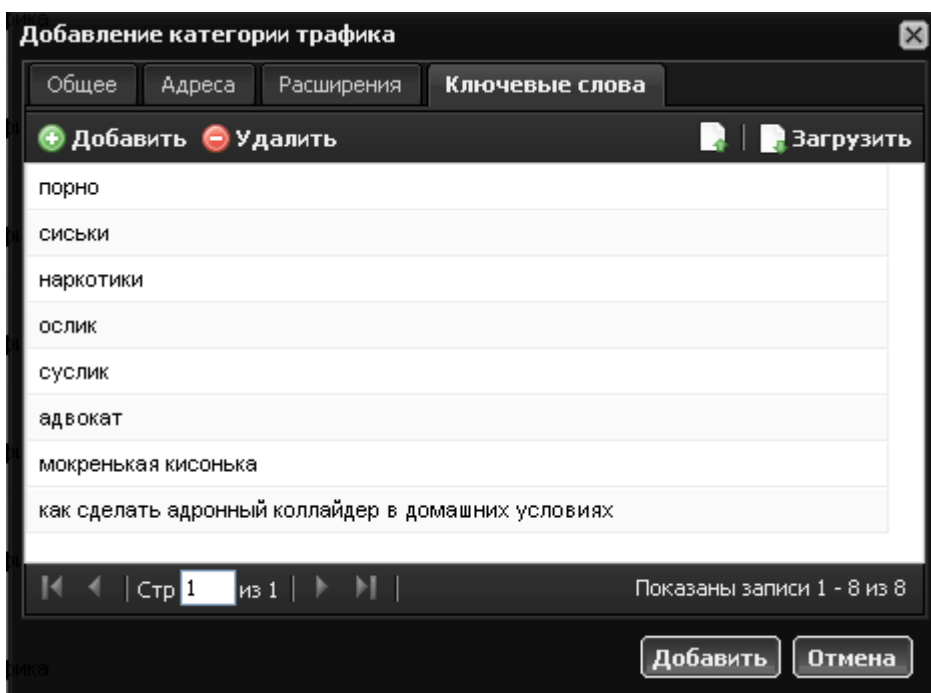 Добавление категории трафика
Общее Адреса Расширения Ключевые слова
Добавить Удалить Загрузить
порно
сиськи
наркотики
ослик
суслик
адвокат
мокренькая кисонька
как сделать адронный коллайдер в домашних условиях
Стр 1 из 1 Показаны записи 1 - 8 из 8
Добавить Отмена